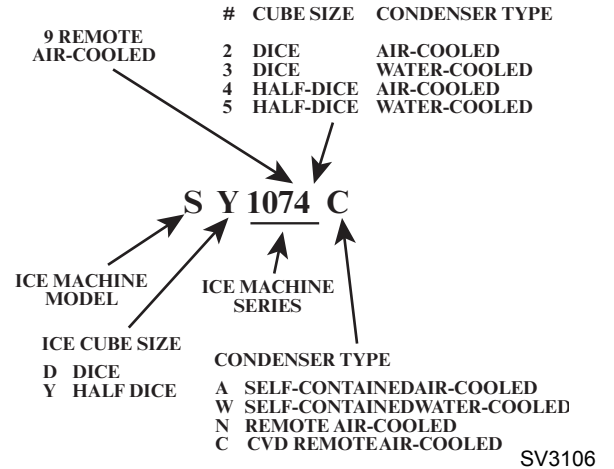 # CUBE SIZE CONDENSER TYPE
9 REMOTE
AIR-COOLED
2 DICE AIR-COOLED
3 DICE WATER-COOLED
4 HALF-DICE AIR-COOLED
5 HALF-DICE WATER-COOLED
S Y 1074 C
ICE MACHINE
MODEL
ICE MACHINE
SERIES
ICE CUBE SIZE
D DICE
Y HALF DICE
CONDENSER TYPE
A SELF-CONTAINEDAIR-COOLED
W SELF-CONTAINEDWATER-COOLED
N REMOTE AIR-COOLED
C CVD REMOTEAIR-COOLED
SV3106